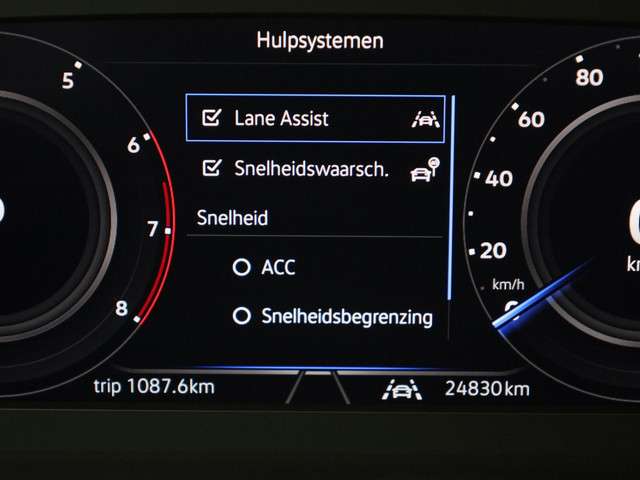 Hulpsystemen
Lane Assist
Snelheidswaarsch.
Snelheid
ACC
Snelheidsbegrenzing
trip 1087.6km
24830km
5
6
7
8
80
60
40
20
km/h
0